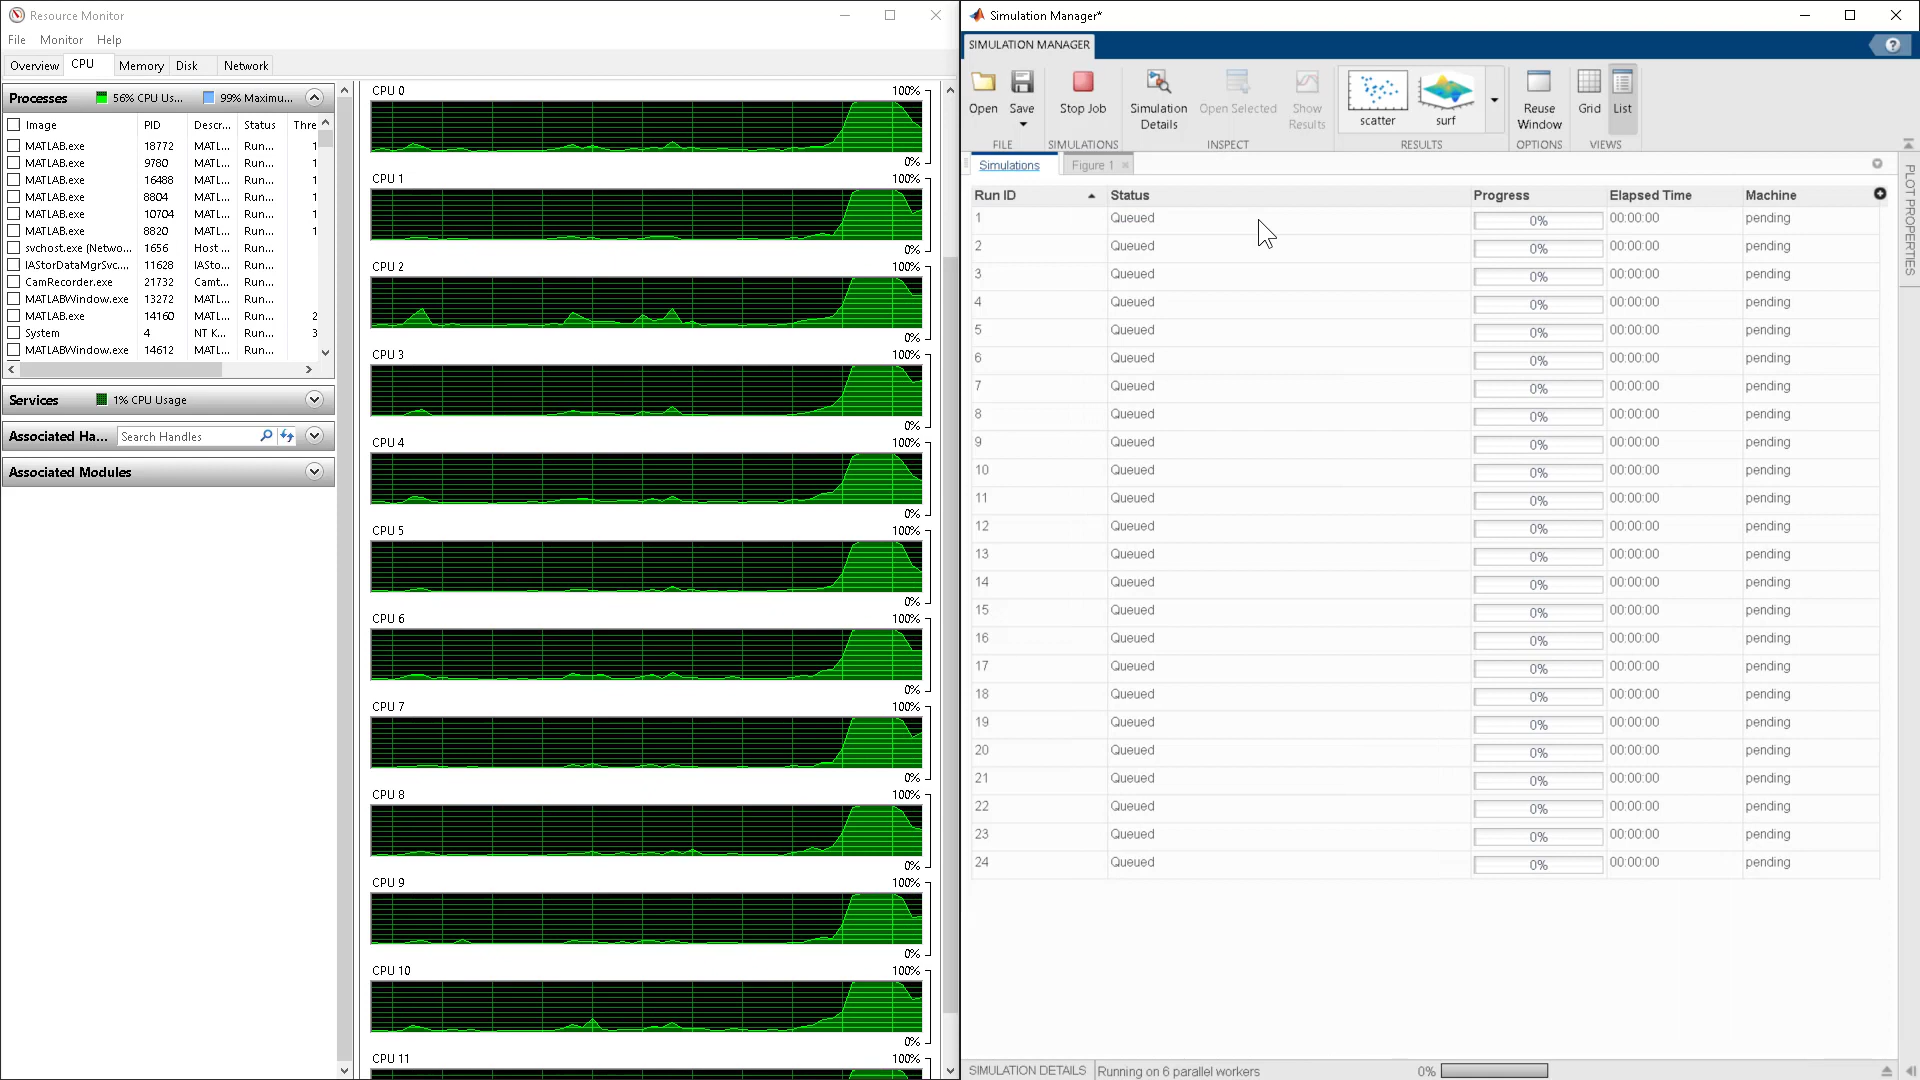 Resource Monitor
File Monitor Help
Overview CPU Memory Disk Network
Processes 56% CPU Us... 99% Maximu...
Image PID Descr... Status Thre
MATLAB.exe 18772 MATL... Run... 1
MATLAB.exe 9780 MATL... Run... 1
MATLAB.exe 16488 MATL... Run... 1
MATLAB.exe 8804 MATL... Run... 1
MATLAB.exe 10704 MATL... Run... 1
MATLAB.exe 8820 MATL... Run... 1
svchost.exe (Netwo... 1656 Host ... Run...
IAStorDataMgrSvc.... 11628 IASto... Run...
CamRecorder.exe 21732 Camt... Run...
MATLABWindow.exe 13272 MATL... Run...
MATLAB.exe 14160 MATL... Run... 2
System 4 NT K... Run... 3
MATLABWindow.exe 14612 MATL... Run...
Services 1% CPU Usage
Associated Ha... Search Handles
Associated Modules
CPU 0 100%
0%
CPU 1 100%
0%
CPU 2 100%
0%
CPU 3 100%
0%
CPU 4 100%
0%
CPU 5 100%
0%
CPU 6 100%
0%
CPU 7 100%
0%
CPU 8 100%
0%
CPU 9 100%
0%
CPU 10 100%
0%
CPU 11 100%
Simulation Manager*
SIMULATION MANAGER
Open Save Stop Job Simulation Details Open Selected Show Results scatter surf Reuse Window Grid List
FILE SIMULATIONS INSPECT RESULTS OPTIONS VIEWS
Simulations Figure 1
PLOT PROPERTIES
Run ID Status Progress Elapsed Time Machine
1 Queued 0% 00:00:00 pending
2 Queued 0% 00:00:00 pending
3 Queued 0% 00:00:00 pending
4 Queued 0% 00:00:00 pending
5 Queued 0% 00:00:00 pending
6 Queued 0% 00:00:00 pending
7 Queued 0% 00:00:00 pending
8 Queued 0% 00:00:00 pending
9 Queued 0% 00:00:00 pending
10 Queued 0% 00:00:00 pending
11 Queued 0% 00:00:00 pending
12 Queued 0% 00:00:00 pending
13 Queued 0% 00:00:00 pending
14 Queued 0% 00:00:00 pending
15 Queued 0% 00:00:00 pending
16 Queued 0% 00:00:00 pending
17 Queued 0% 00:00:00 pending
18 Queued 0% 00:00:00 pending
19 Queued 0% 00:00:00 pending
20 Queued 0% 00:00:00 pending
21 Queued 0% 00:00:00 pending
22 Queued 0% 00:00:00 pending
23 Queued 0% 00:00:00 pending
24 Queued 0% 00:00:00 pending
SIMULATION DETAILS Running on 6 parallel workers 0%